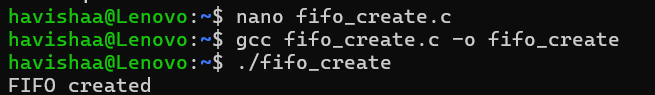 havishaa@Lenovo:~$ nano fifo_create.c
havishaa@Lenovo:~$ gcc fifo_create.c -o fifo_create
havishaa@Lenovo:~$ ./fifo_create
FIFO created